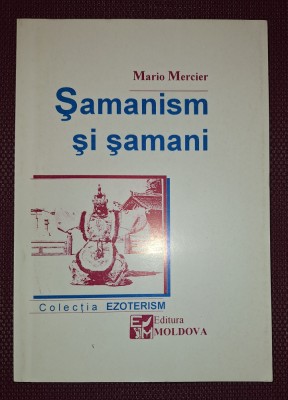 Mario Mercier
Şamanism
şi şamani
Colecţia EZOTERISM
Editura
MOLDOVA